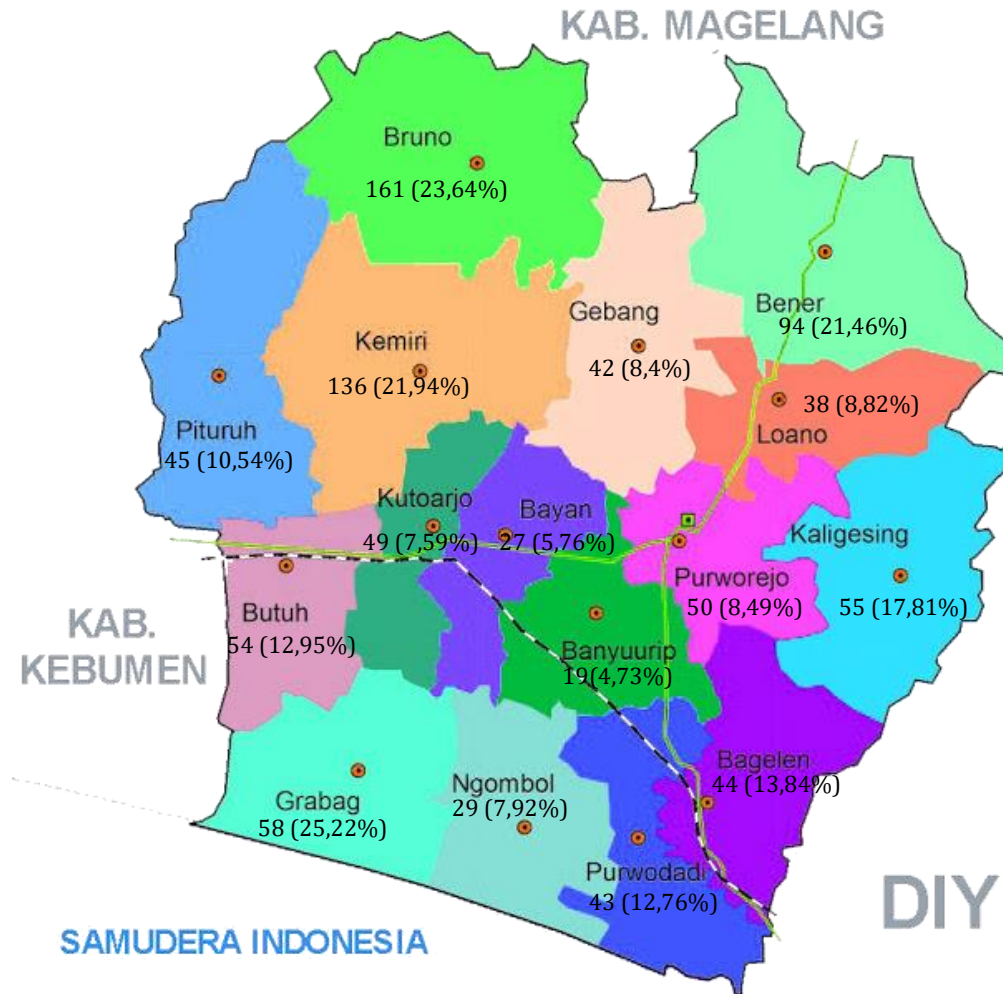 KAB. MAGELANG
Bruno
161 (23,64%)
Bener
94 (21,46%)
Gebang
42 (8,4%)
Kemiri
136 (21,94%)
38 (8,82%)
Loano
Pituruh
45 (10,54%)
Kutoarjo
49 (7,59%)
Bayan
27 (5,76%)
Kaligesing
55 (17,81%)
Purworejo
50 (8,49%)
Butuh
54 (12,95%)
KAB.
KEBUMEN
Banyuurip
19(4,73%)
Bagelen
44 (13,84%)
Ngombol
29 (7,92%)
Grabag
58 (25,22%)
Purwodadi
43 (12,76%)
DIY
SAMUDERA INDONESIA